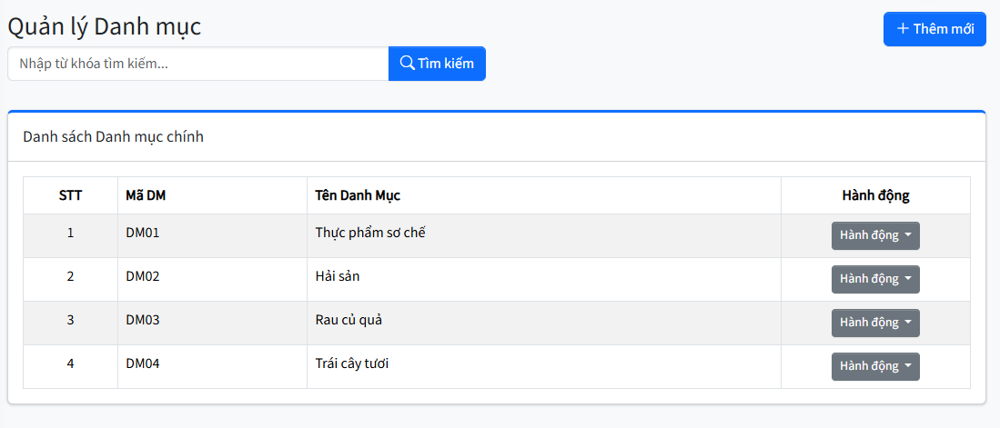 Quản lý Danh mục
+ Thêm mới
Nhập từ khóa tìm kiếm...
Tìm kiếm
Danh sách Danh mục chính
STT Mã DM Tên Danh Mục Hành động
1 DM01 Thực phẩm sơ chế Hành động
2 DM02 Hải sản Hành động
3 DM03 Rau củ quả Hành động
4 DM04 Trái cây tươi Hành động